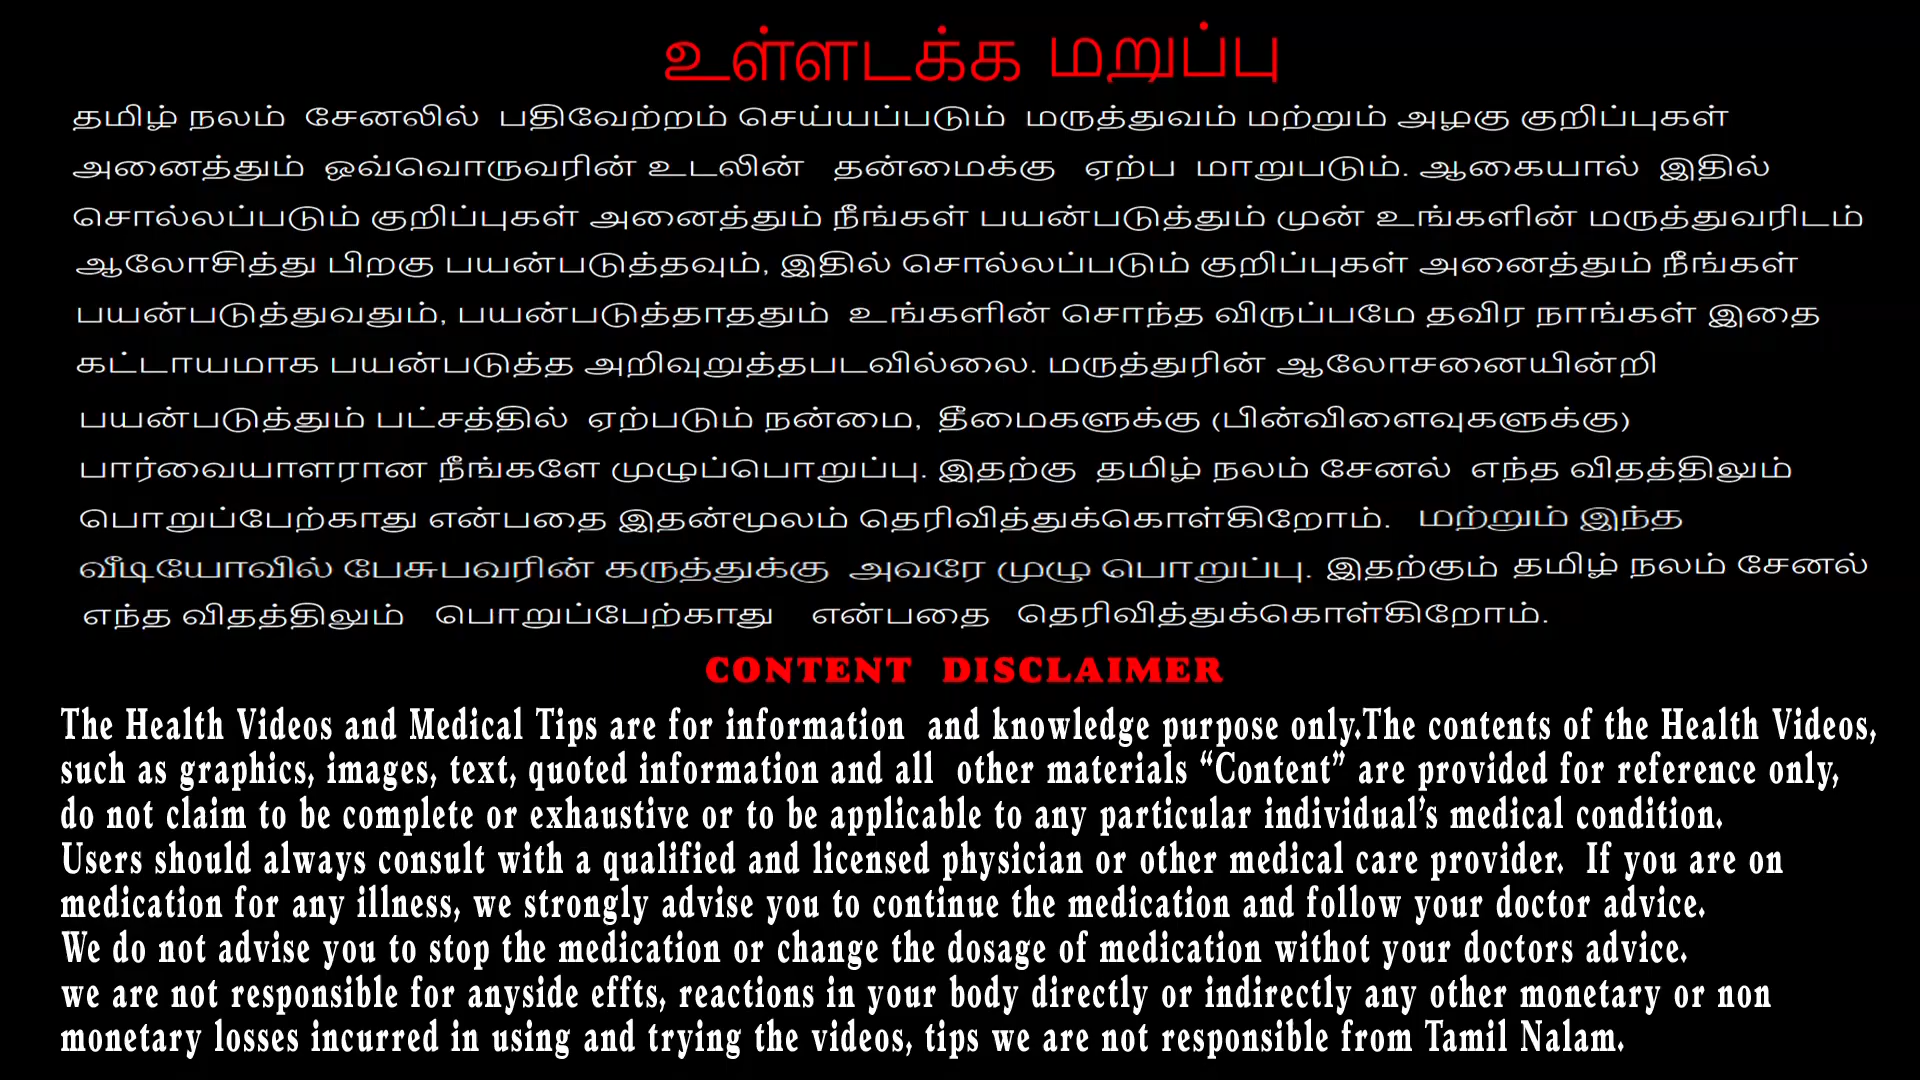 உள்ளடக்க மறுப்பு
தமிழ் நலம் சேனலில் பதிவேற்றம் செய்யப்படும் மருத்துவம் மற்றும் அழகு குறிப்புகள்
அனைத்தும் ஒவ்வொருவரின் உடலின் தன்மைக்கு ஏற்ப மாறுபடும். ஆகையால் இதில்
சொல்லப்படும் குறிப்புகள் அனைத்தும் நீங்கள் பயன்படுத்தும் முன் உங்களின் மருத்துவரிடம்
ஆலோசித்து பிறகு பயன்படுத்தவும், இதில் சொல்லப்படும் குறிப்புகள் அனைத்தும் நீங்கள்
பயன்படுத்துவதும், பயன்படுத்தாததும் உங்களின் சொந்த விருப்பமே தவிர நாங்கள் இதை
கட்டாயமாக பயன்படுத்த அறிவுறுத்தபடவில்லை. மருத்துரின் ஆலோசனையின்றி
பயன்படுத்தும் பட்சத்தில் ஏற்படும் நன்மை, தீமைகளுக்கு (பின்விளைவுகளுக்கு)
பார்வையாளரான நீங்களே முழுப்பொறுப்பு. இதற்கு தமிழ் நலம் சேனல் எந்த விதத்திலும்
பொறுப்பேற்காது என்பதை இதன்மூலம் தெரிவித்துக்கொள்கிறோம். மற்றும் இந்த
வீடியோவில் பேசுபவரின் கருத்துக்கு அவரே முழு பொறுப்பு. இதற்கும் தமிழ் நலம் சேனல்
எந்த விதத்திலும் பொறுப்பேற்காது என்பதை தெரிவித்துக்கொள்கிறோம்.
CONTENT DISCLAIMER
The Health Videos and Medical Tips are for information and knowledge purpose only.The contents of the Health Videos,
such as graphics, images, text, quoted information and all other materials “Content” are provided for reference only,
do not claim to be complete or exhaustive or to be applicable to any particular individual’s medical condition.
Users should always consult with a qualified and licensed physician or other medical care provider. If you are on
medication for any illness, we strongly advise you to continue the medication and follow your doctor advice.
We do not advise you to stop the medication or change the dosage of medication withot your doctors advice.
we are not responsible for anyside effts, reactions in your body directly or indirectly any other monetary or non
monetary losses incurred in using and trying the videos, tips we are not responsible from Tamil Nalam.